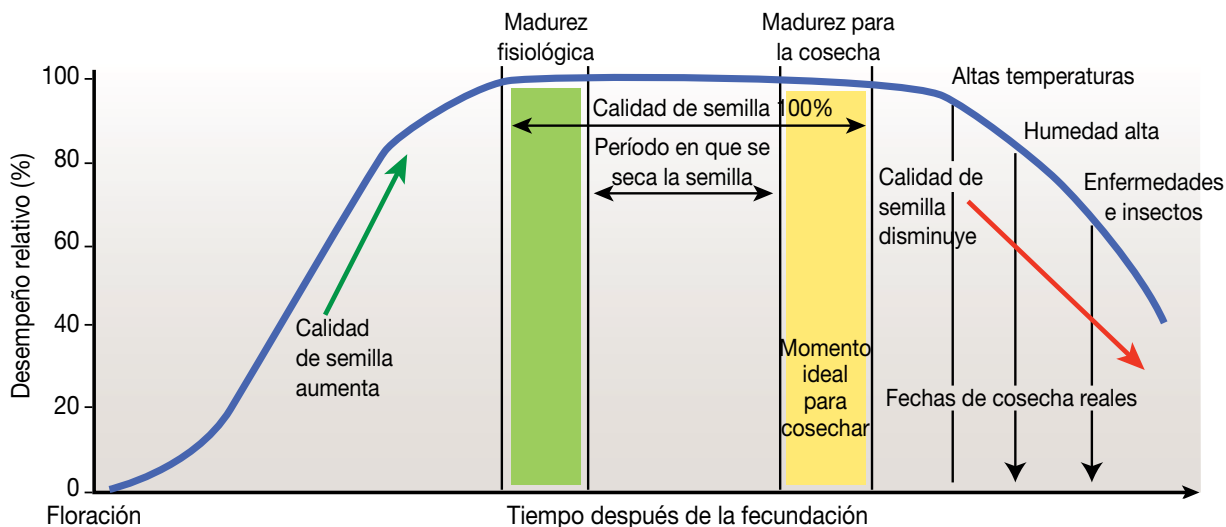 Madurez
fisiológica
Madurez para
la cosecha
Desempeño relativo (%)
100
80
60
40
20
0
Calidad de semilla 100%
Período en que se
seca la semilla
Altas temperaturas
Humedad alta
Enfermedades
e insectos
Calidad de
semilla
disminuye
Calidad
de semilla
aumenta
Momento
ideal
para
cosechar
Fechas de cosecha reales
Floración
Tiempo después de la fecundación